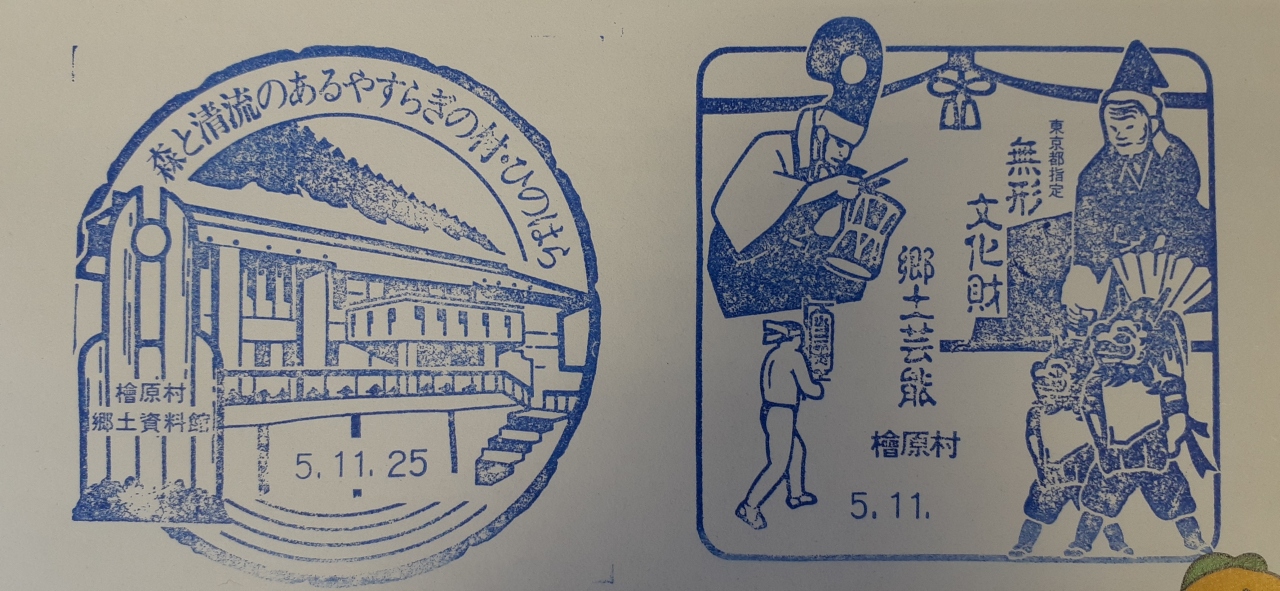 森と清流のあるやすらぎの村・ひのはら
檜原村
郷土資料館
5.11.25
東京都指定
無形
文化財
郷土芸能
檜原村
5.11.